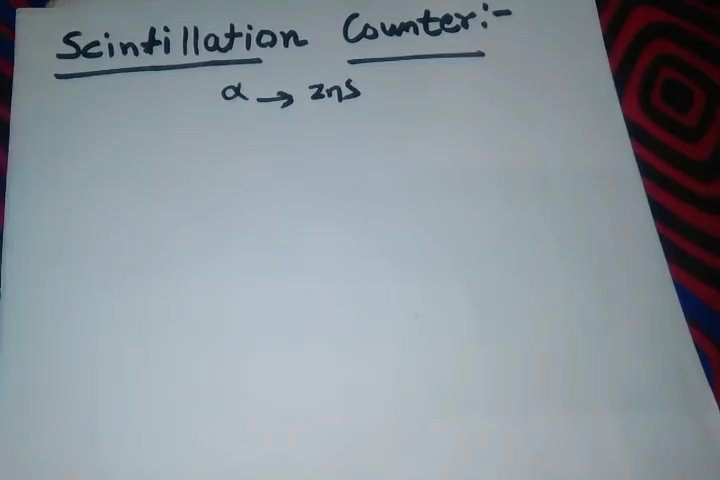 Scintillation Counter:-
α → ZnS